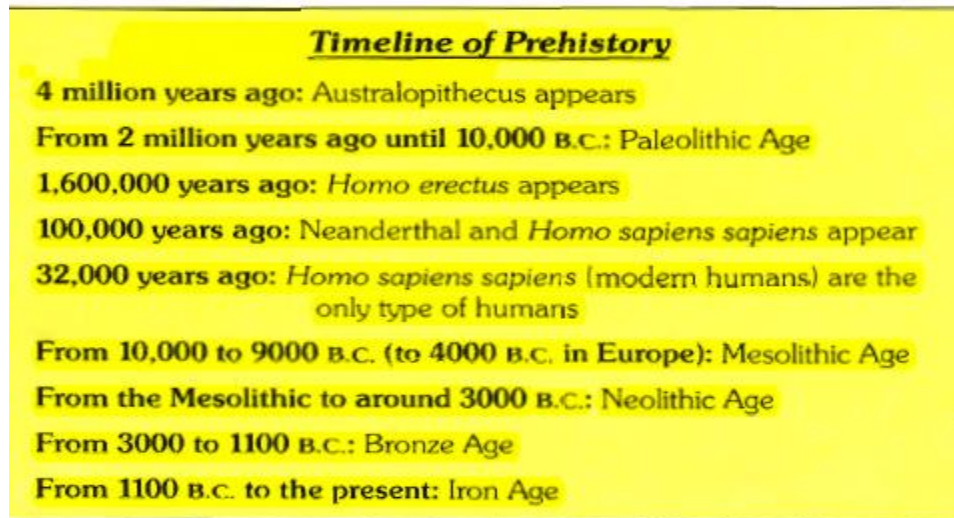 Timeline of Prehistory
4 million years ago: Australopithecus appears
From 2 million years ago until 10,000 B.C.: Paleolithic Age
1,600,000 years ago: Homo erectus appears
100,000 years ago: Neanderthal and Homo sapiens sapiens appear
32,000 years ago: Homo sapiens sapiens (modern humans) are the
only type of humans
From 10,000 to 9000 B.C. (to 4000 B.C. in Europe): Mesolithic Age
From the Mesolithic to around 3000 B.C.: Neolithic Age
From 3000 to 1100 B.C.: Bronze Age
From 1100 B.C. to the present: Iron Age